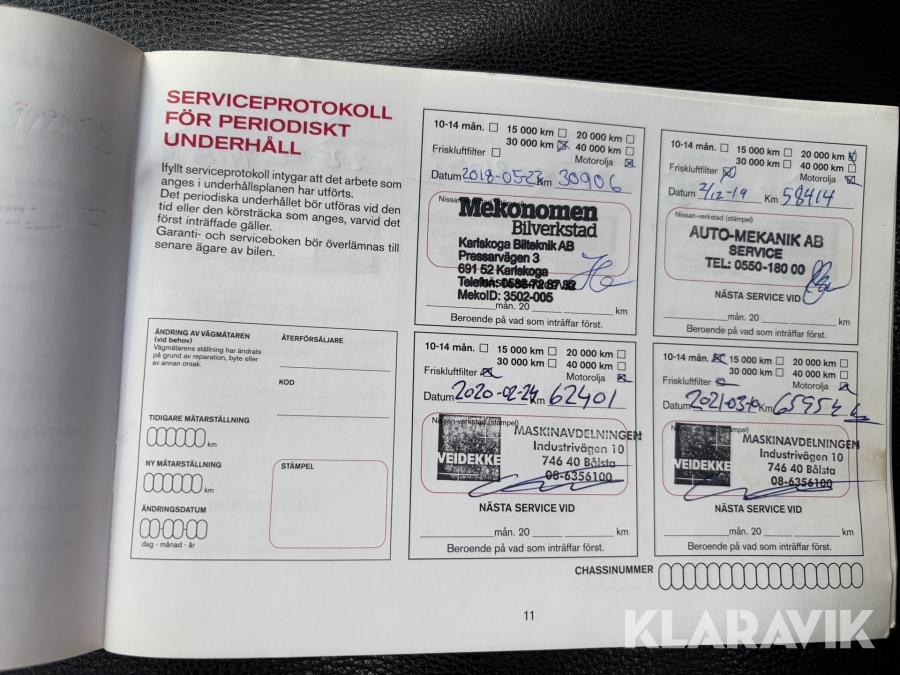 SERVICEPROTOKOLL
FÖR PERIODISKT
UNDERHÅLL
Ifyllt serviceprotokoll intygar att det arbete som
anges i underhållsplanen har utförts.
Det periodiska underhållet bör utföras vid den
tid eller den körsträcka som anges, varvid det
först inträffade gäller.
Garanti- och serviceboken bör överlämnas till
senare ägare av bilen.
ÄNDRING AV VÄGMÄTAREN
(vid behov)
Vägmätarens ställning har ändrats
på grund av reparation, byte eller
av annan orsak.
TIDIGARE MÄTARSTÄLLNING
km
NY MÄTARSTÄLLNING
km
ÄNDRINGSDATUM
dag - månad - år
ÅTERFÖRSÄLJARE
KOD
STÄMPEL
10-14 mån. 15 000 km 20 000 km
30 000 km 40 000 km
Friskluftfilter Motorolja
Datum 2018-05-23 Km 30906
Mekonomen
Bilverkstad
Karlskoga Bilteknik AB
Pressarvägen 3
691 52 Karlskoga
MekoID: 3502-005
mån. 20 km
Beroende på vad som inträffar först.
10-14 mån. 15 000 km 20 000 km
30 000 km 40 000 km
Friskluftfilter Motorolja
Datum 2/12-19 Km 58414
Nissan-verkstad (stämpel)
AUTO-MEKANIK AB
SERVICE
TEL: 0550-180 00
NÄSTA SERVICE VID
mån. 20 km
Beroende på vad som inträffar först.
10-14 mån. 15 000 km 20 000 km
30 000 km 40 000 km
Friskluftfilter Motorolja
Datum 2020-02-24 Km 62401
Nissan-verkstad (stämpel)
VEIDEKKE
MASKINAVDELNINGEN
Industrivägen 10
746 40 Bålsta
08-6356100
NÄSTA SERVICE VID
mån. 20 km
Beroende på vad som inträffar först.
10-14 mån. 15 000 km 20 000 km
30 000 km 40 000 km
Friskluftfilter Motorolja
Datum Km
Nissan-verkstad (stämpel)
VEIDEKKE
MASKINAVDELNINGEN
Industrivägen 10
746 40 Bålsta
08-6356100
NÄSTA SERVICE VID
mån. 20 km
Beroende på vad som inträffar först.
CHASSINUMMER
11
KLARAVIK